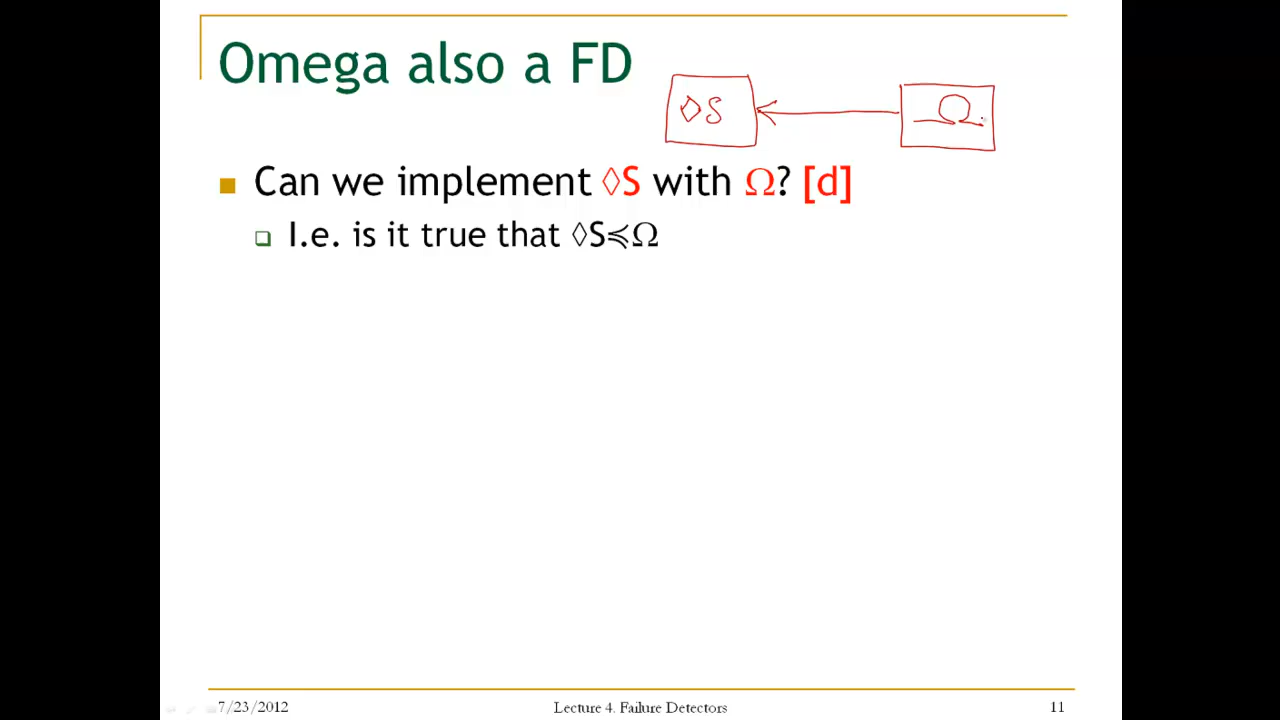 Omega also a FD
◊S Ω
Can we implement ◊S with Ω? [d]
I.e. is it true that ◊S≼Ω
7/23/2012 Lecture 4. Failure Detectors 11